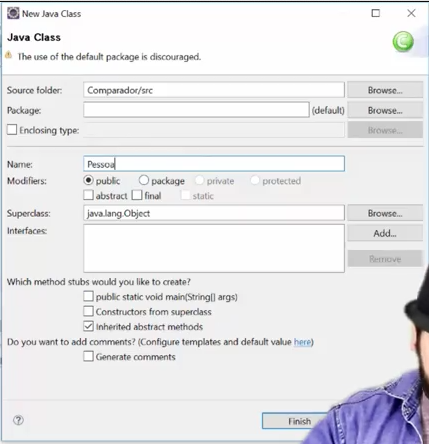 New Java Class
Java Class
The use of the default package is discouraged.
Source folder: Comparador/src Browse...
Package: (default) Browse...
Enclosing type: Browse...
Name: Pessoa
Modifiers: public package private protected
abstract final static
Superclass: java.lang.Object Browse...
Interfaces: Add...
Remove
Which method stubs would you like to create?
public static void main(String[] args)
Constructors from superclass
Inherited abstract methods
Do you want to add comments? (Configure templates and default value here)
Generate comments
Finish